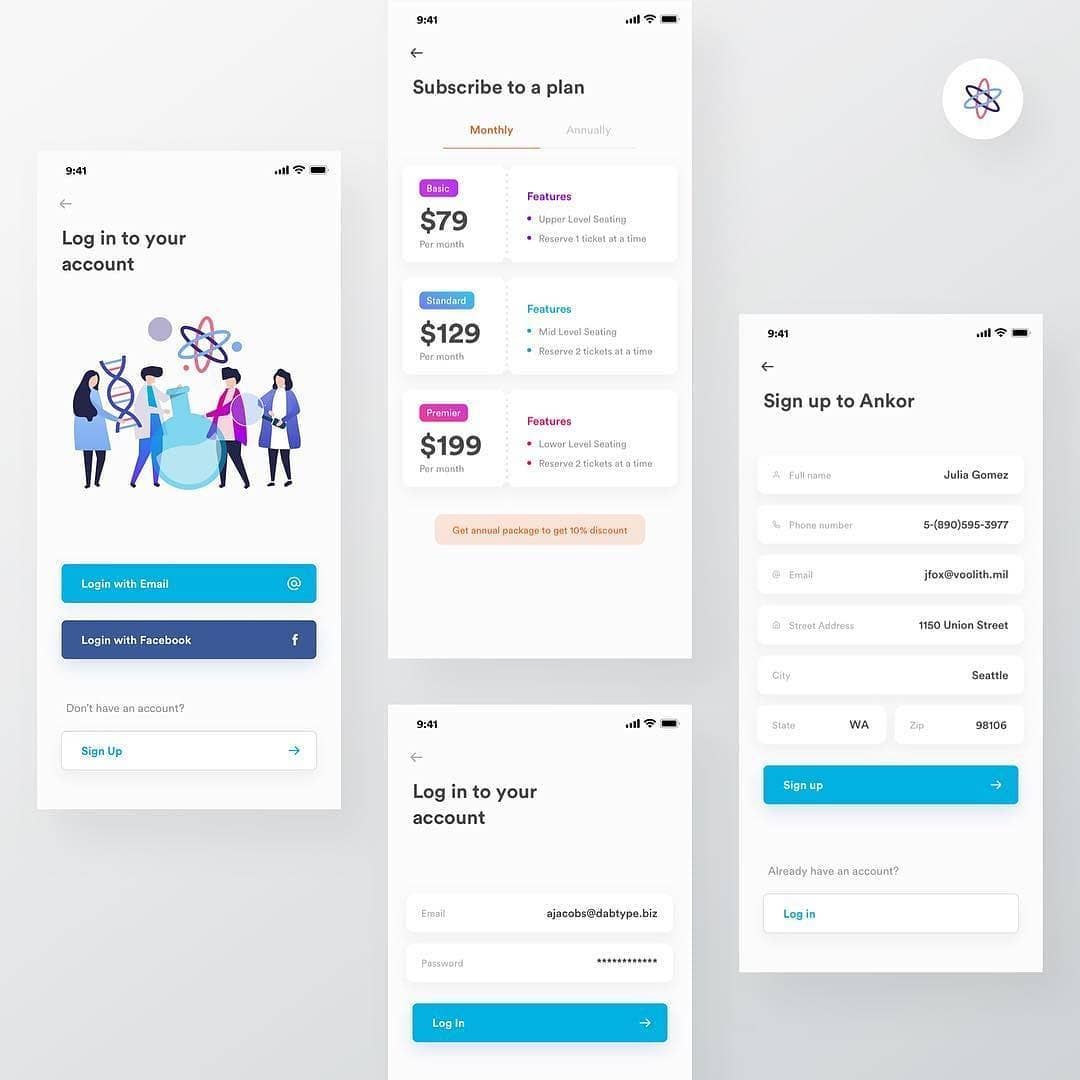 9:41
Log in to your
account
Login with Email
Login with Facebook
Don't have an account?
Sign Up
9:41
Subscribe to a plan
Monthly Annually
Basic
$79
Per month
Features
Upper Level Seating
Reserve 1 ticket at a time
Standard
$129
Per month
Features
Mid Level Seating
Reserve 2 tickets at a time
Premier
$199
Per month
Features
Lower Level Seating
Reserve 2 tickets at a time
Get annual package to get 10% discount
9:41
Log in to your
account
Email ajacobs@dabtype.biz
Password ************
Log In
9:41
Sign up to Ankor
Full name Julia Gomez
Phone number 5-(890)595-3977
Email jfox@voolith.mil
Street Address 1150 Union Street
City Seattle
State WA Zip 98106
Sign up
Already have an account?
Log in